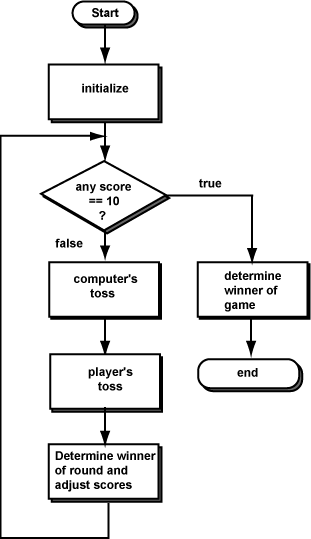 Start
initialize
any score
== 10
?
true
false
computer's
toss
determine
winner of
game
player's
toss
end
Determine winner
of round and
adjust scores